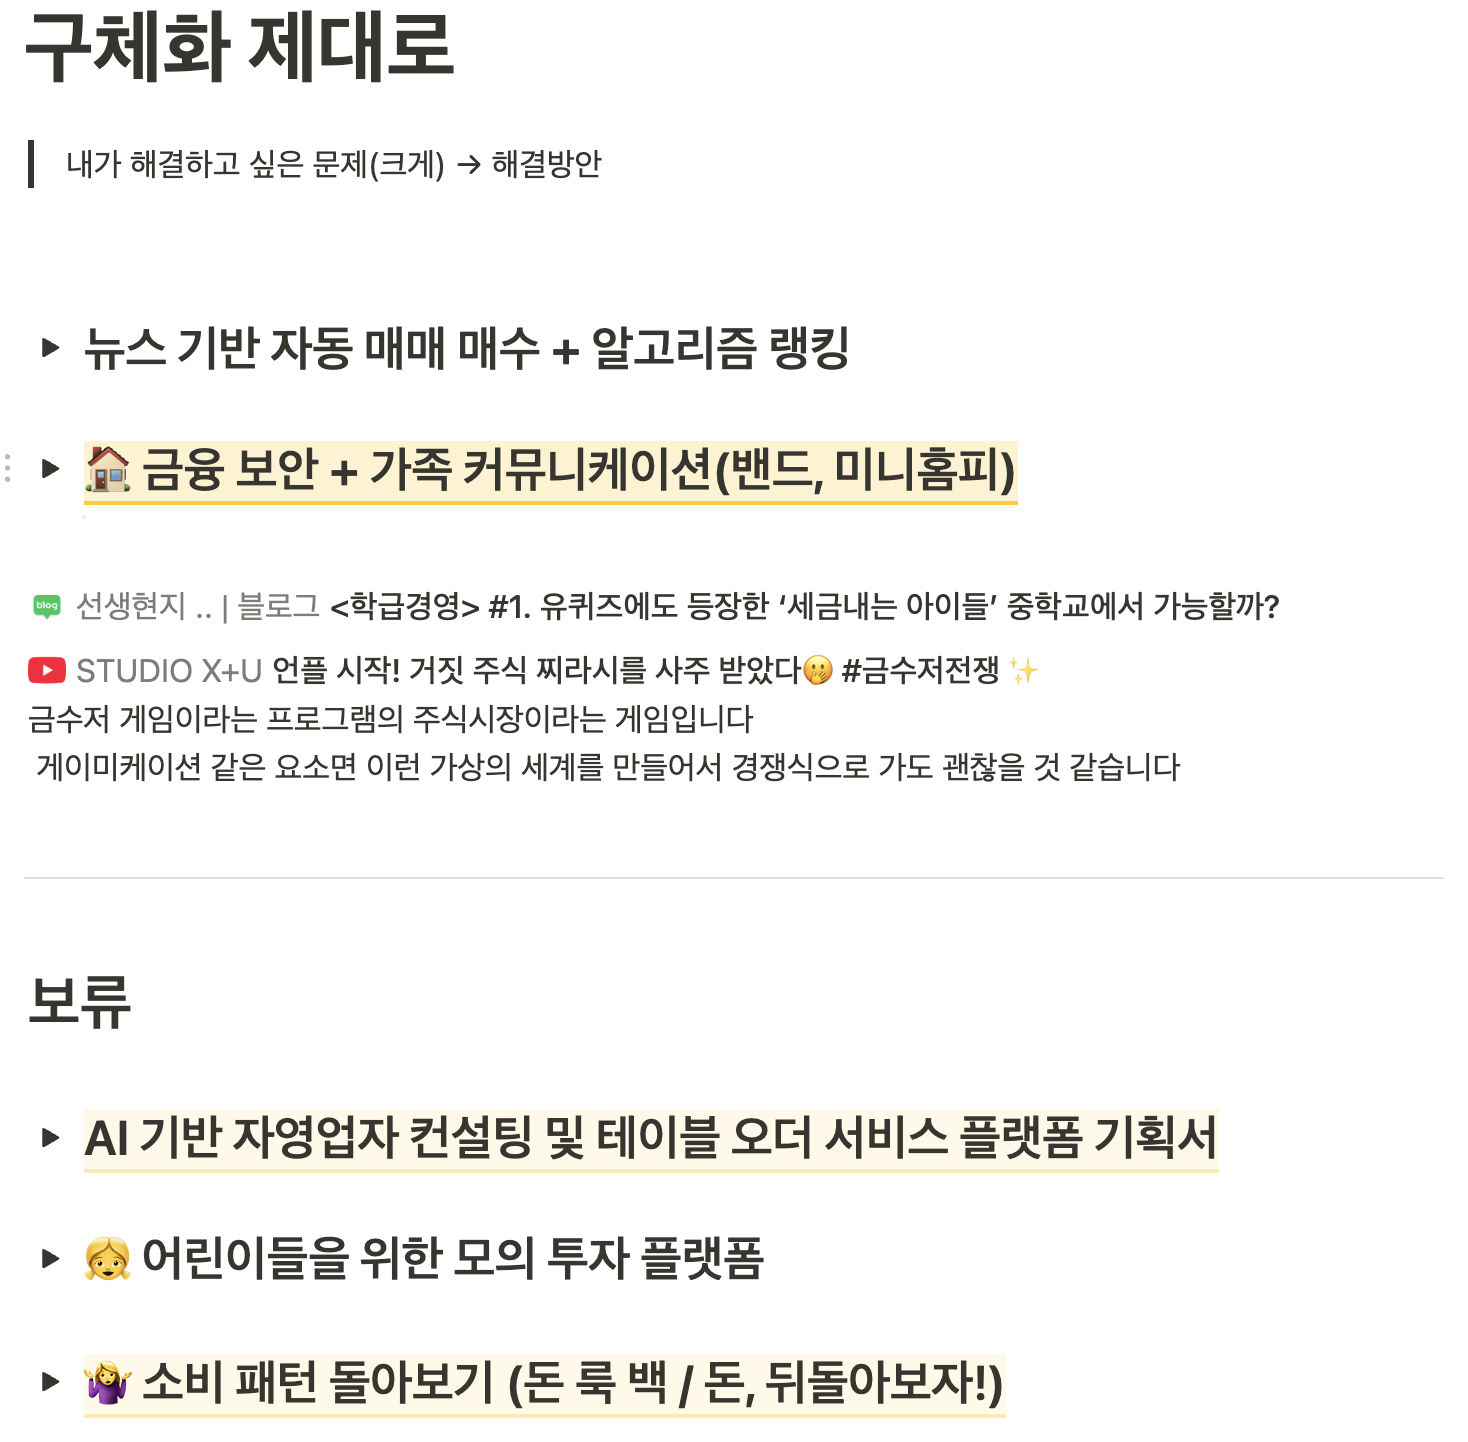 구체화 제대로
내가 해결하고 싶은 문제(크게) → 해결방안
뉴스 기반 자동 매매 매수 + 알고리즘 랭킹
🏠 금융 보안 + 가족 커뮤니케이션(밴드, 미니홈피)
blog 선생현지 .. | 블로그 <학급경영> #1. 유퀴즈에도 등장한 ‘세금내는 아이들’ 중학교에서 가능할까?
STUDIO X+U 언플 시작! 거짓 주식 찌라시를 사주 받았다🫢 #금수저전쟁 ✨
금수저 게임이라는 프로그램의 주식시장이라는 게임입니다
게이미케이션 같은 요소면 이런 가상의 세계를 만들어서 경쟁식으로 가도 괜찮을 것 같습니다
보류
AI 기반 자영업자 컨설팅 및 테이블 오더 서비스 플랫폼 기획서
👧 어린이들을 위한 모의 투자 플랫폼
🤷‍♀️ 소비 패턴 돌아보기 (돈 룩 백 / 돈, 뒤돌아보자!)